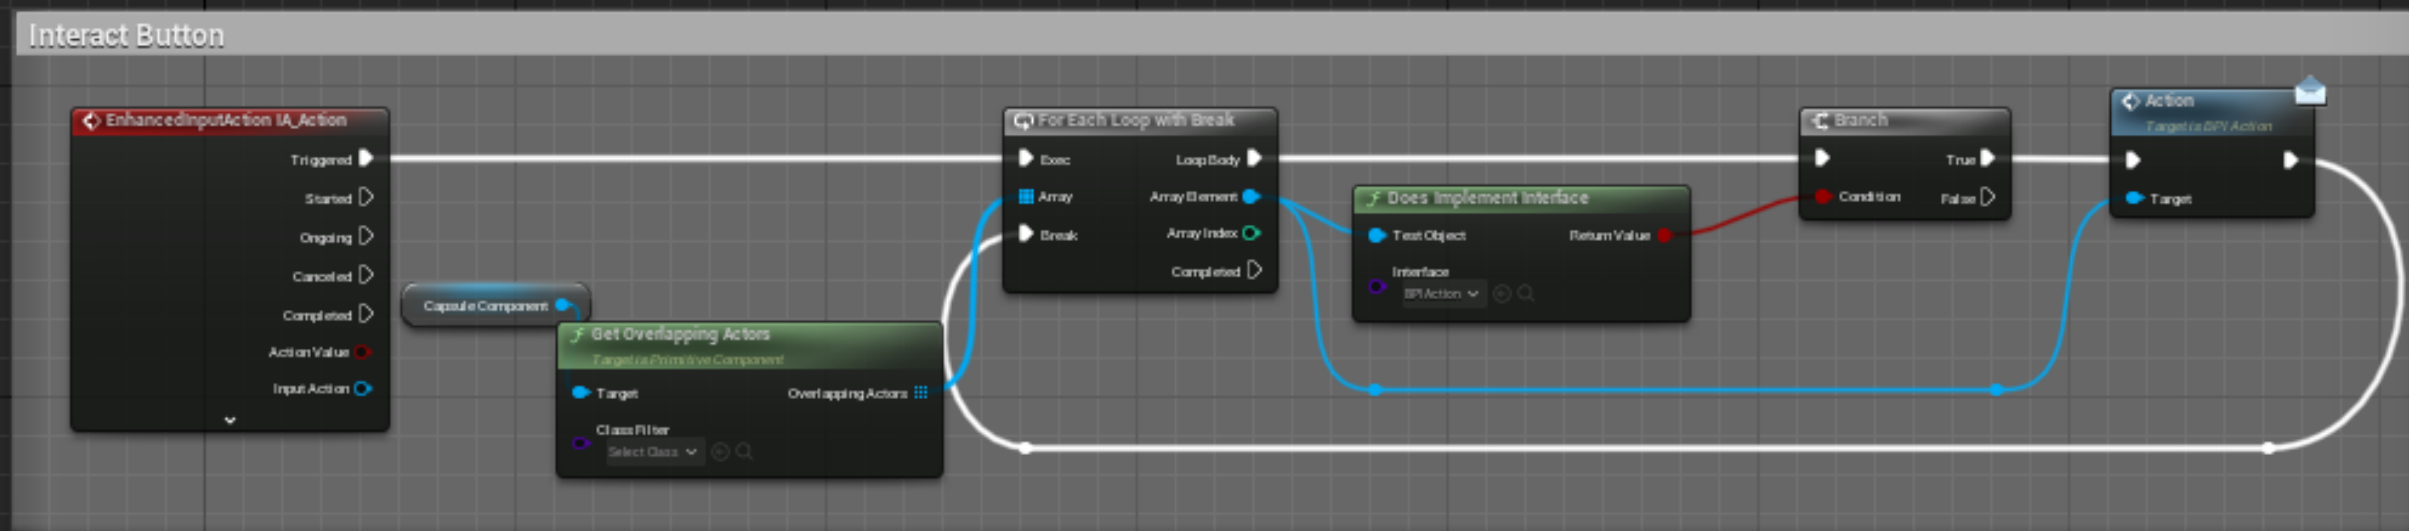 Interact Button
EnhancedInputAction IA_Action
Triggered
Started
Ongoing
Canceled
Completed
Action Value
Input Action
Capsule Component
Get Overlapping Actors
Target is Primitive Component
Target
Overlapping Actors
Class Filter
Select Class
For Each Loop with Break
Exec
Loop Body
Array
Array Element
Break
Array Index
Completed
Does Implement Interface
Test Object
Return Value
Interface
BPI Action
Branch
True
Condition
False
Action
Target is BPI Action
Target